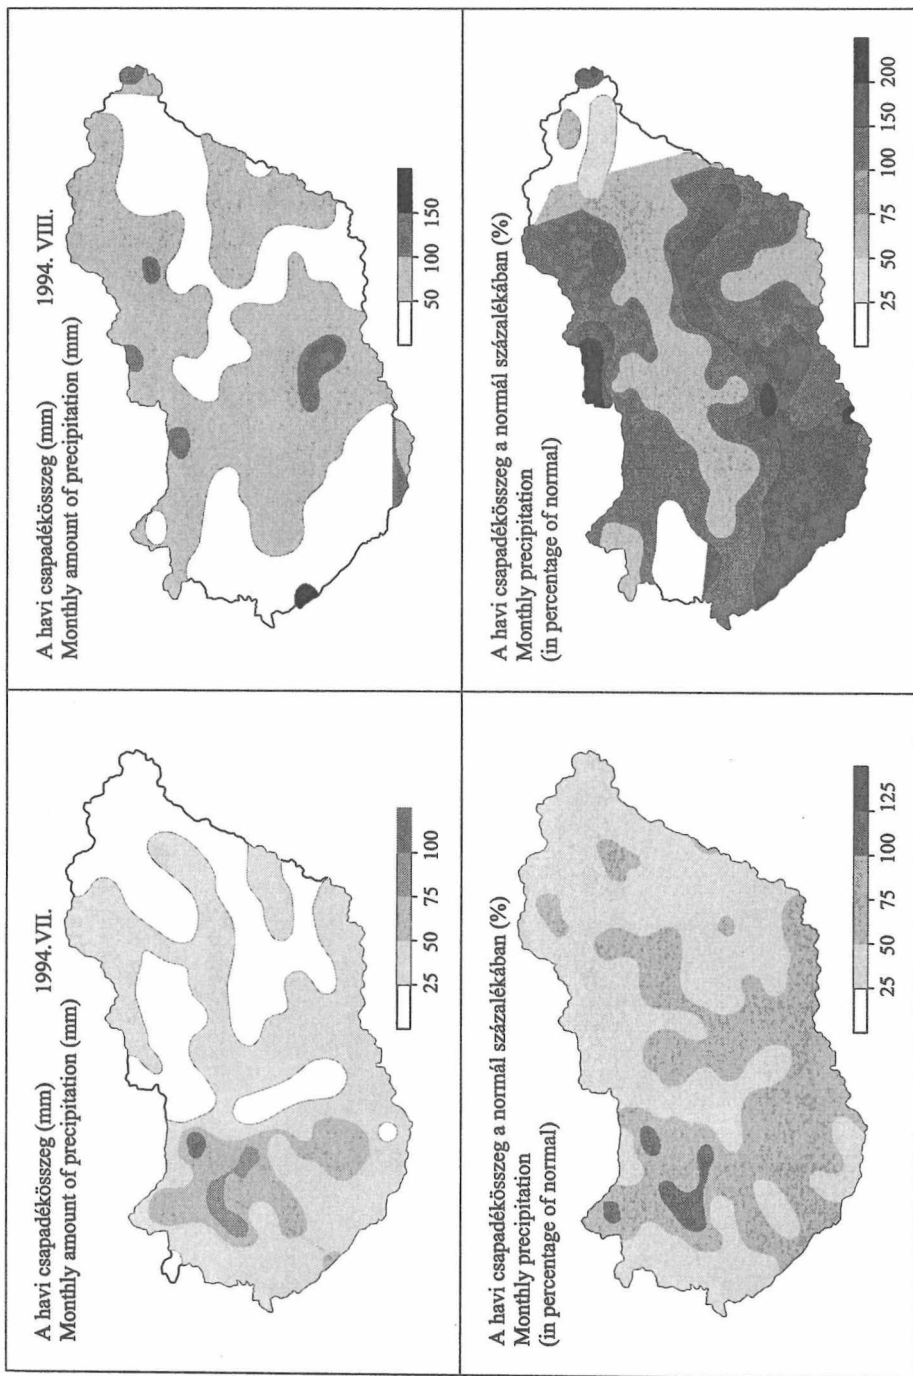 A havi csapadékösszeg (mm) 1994.VII.
Monthly amount of precipitation (mm)
25 50 75 100
A havi csapadékösszeg (mm) 1994. VIII.
Monthly amount of precipitation (mm)
50 100 150
A havi csapadékösszeg a normál százalékában (%)
Monthly precipitation
(in percentage of normal)
25 50 75 100 125
A havi csapadékösszeg a normál százalékában (%)
Monthly precipitation
(in percentage of normal)
25 50 75 100 150 200